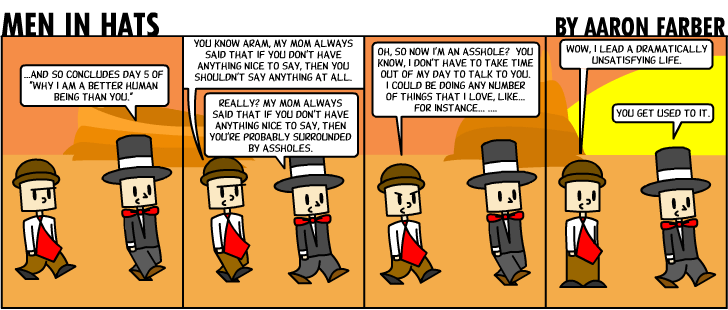 MEN IN HATS
BY AARON FARBER
...AND SO CONCLUDES DAY 5 OF
"WHY I AM A BETTER HUMAN
BEING THAN YOU."
YOU KNOW ARAM, MY MOM ALWAYS
SAID THAT IF YOU DON'T HAVE
ANYTHING NICE TO SAY, THEN YOU
SHOULDN'T SAY ANYTHING AT ALL.
REALLY? MY MOM ALWAYS
SAID THAT IF YOU DON'T HAVE
ANYTHING NICE TO SAY, THEN
YOU'RE PROBABLY SURROUNDED
BY ASSHOLES.
OH, SO NOW I'M AN ASSHOLE? YOU
KNOW, I DON'T HAVE TO TAKE TIME
OUT OF MY DAY TO TALK TO YOU.
I COULD BE DOING ANY NUMBER
OF THINGS THAT I LOVE, LIKE...
FOR INSTANCE... ....
WOW, I LEAD A DRAMATICALLY
UNSATISFYING LIFE.
YOU GET USED TO IT.